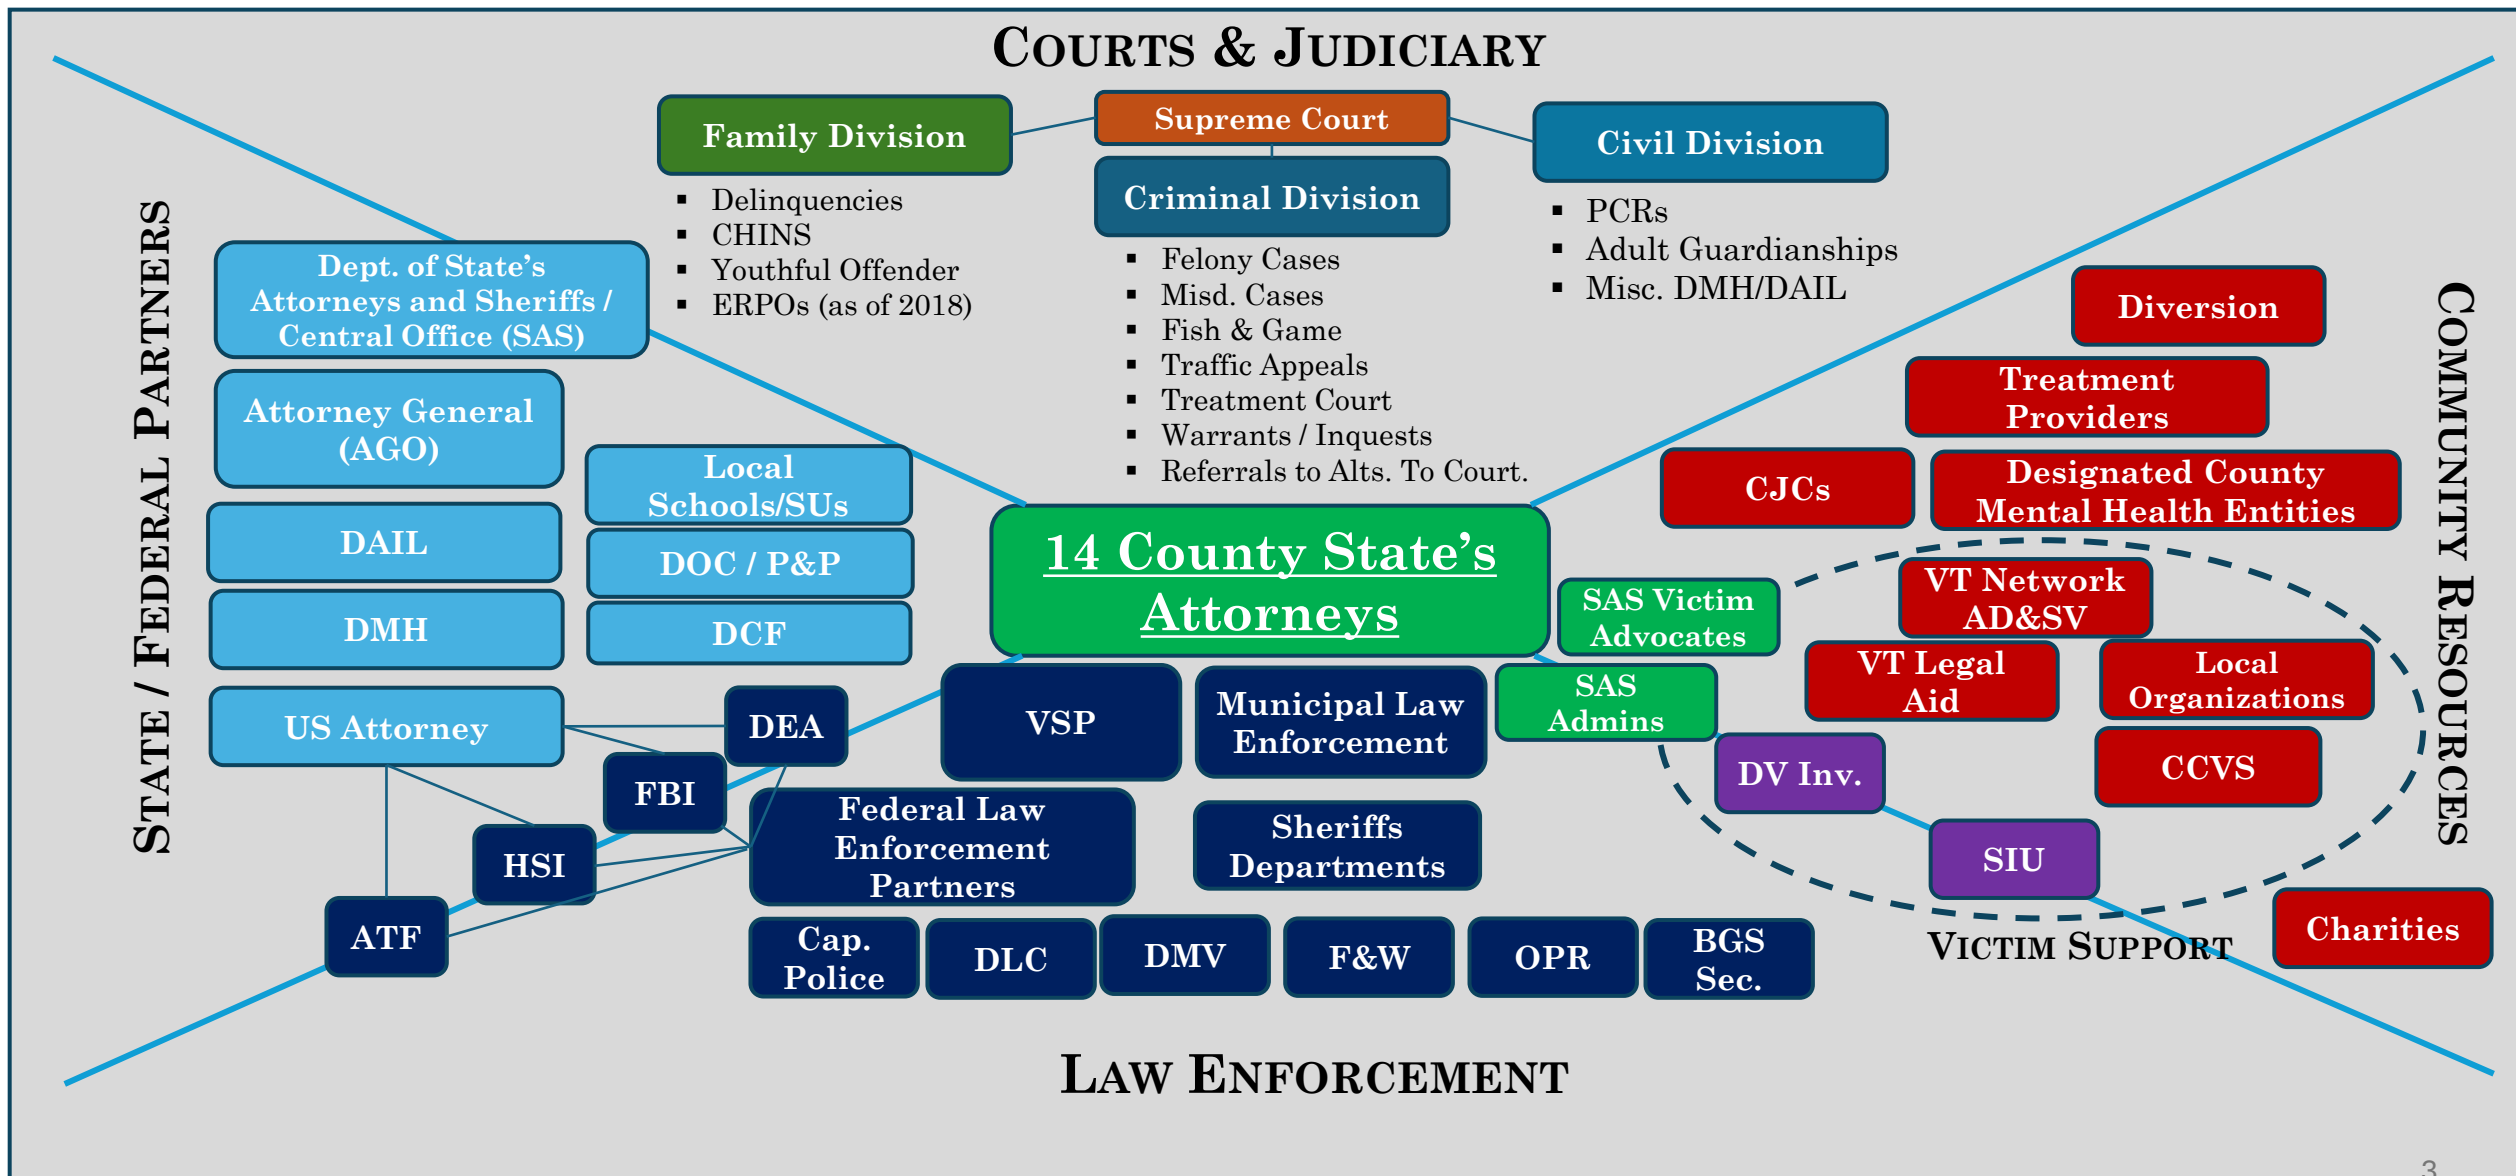 COURTS & JUDICIARY
Family Division
Supreme Court
Civil Division
Criminal Division
▪ Delinquencies
▪ CHINS
▪ Youthful Offender
▪ ERPOs (as of 2018)
▪ Felony Cases
▪ Misd. Cases
▪ Fish & Game
▪ Traffic Appeals
▪ Treatment Court
▪ Warrants / Inquests
▪ Referrals to Alts. To Court.
▪ PCRs
▪ Adult Guardianships
▪ Misc. DMH/DAIL
STATE / FEDERAL PARTNERS
Dept. of State’s
Attorneys and Sheriffs /
Central Office (SAS)
Attorney General
(AGO)
Local
Schools/SUs
DAIL
DOC / P&P
DMH
DCF
US Attorney
14 County State’s
Attorneys
COMMUNITY RESOURCES
Diversion
Treatment
Providers
CJCs
Designated County
Mental Health Entities
SAS Victim
Advocates
VT Network
AD&SV
VT Legal
Aid
Local
Organizations
SAS
Admins
CCVS
DV Inv.
SIU
VICTIM SUPPORT
Charities
DEA
FBI
HSI
ATF
VSP
Municipal Law
Enforcement
Federal Law
Enforcement
Partners
Sheriffs
Departments
Cap.
Police
DLC
DMV
F&W
OPR
BGS
Sec.
LAW ENFORCEMENT
3